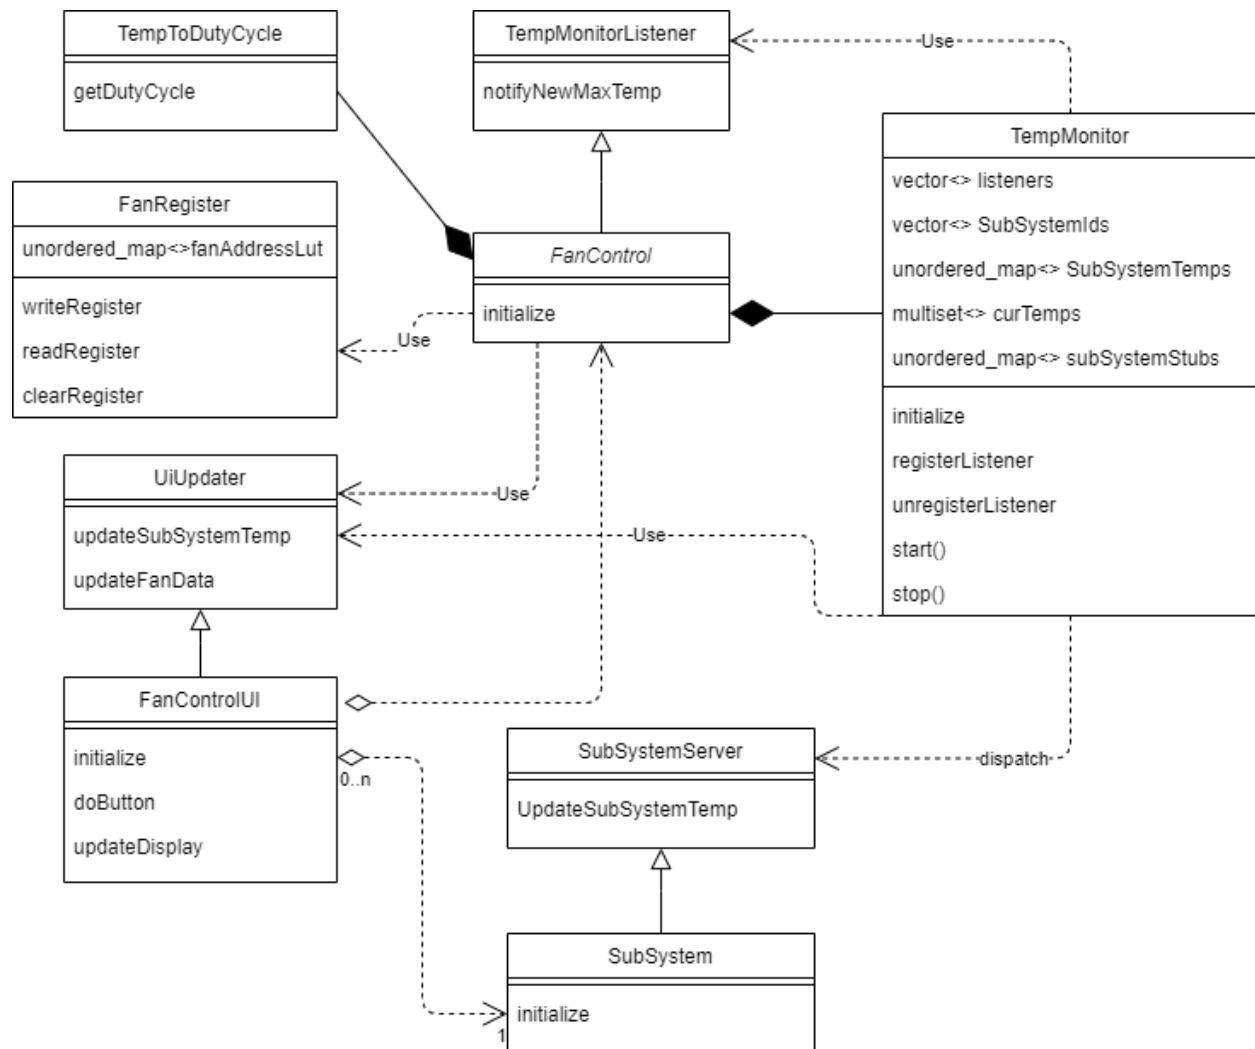 TempToDutyCycle
getDutyCycle
TempMonitorListener
notifyNewMaxTemp
Use
TempMonitor
vector<> listeners
vector<> SubSystemIds
unordered_map<> SubSystemTemps
multiset<> curTemps
unordered_map<> subSystemStubs
initialize
registerListener
unregisterListener
start()
stop()
FanRegister
unordered_map<>fanAddressLut
writeRegister
readRegister
clearRegister
FanControl
initialize
Use
UiUpdater
updateSubSystemTemp
updateFanData
Use
Use
FanControlUI
initialize
doButton
updateDisplay
0..n
SubSystemServer
UpdateSubSystemTemp
dispatch
SubSystem
initialize
1